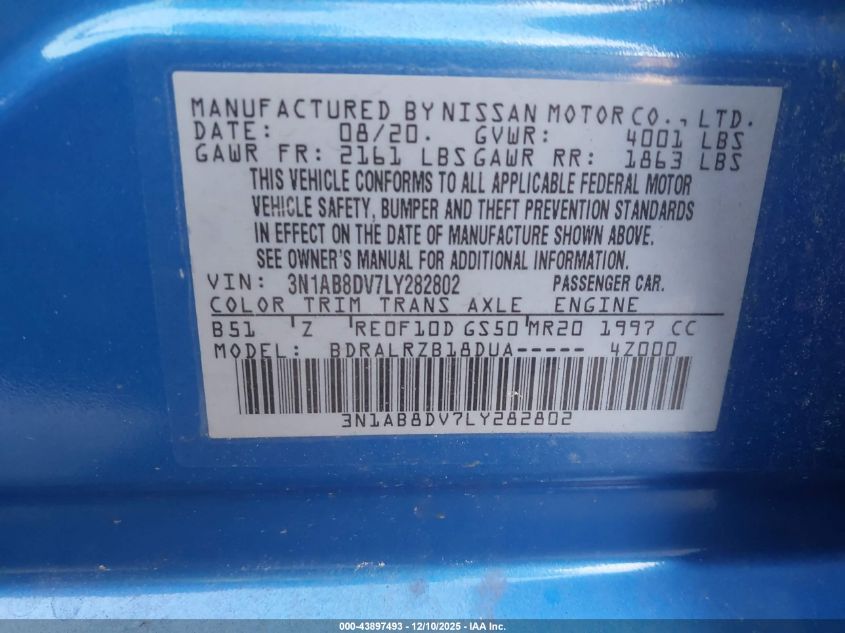 MANUFACTURED BY NISSAN MOTOR CO., LTD.
DATE: 08/20. GVWR: 4001 LBS
GAWR FR: 2161 LBS GAWR RR: 1863 LBS
THIS VEHICLE CONFORMS TO ALL APPLICABLE FEDERAL MOTOR
VEHICLE SAFETY, BUMPER AND THEFT PREVENTION STANDARDS
IN EFFECT ON THE DATE OF MANUFACTURE SHOWN ABOVE.
SEE OWNER'S MANUAL FOR ADDITIONAL INFORMATION.
VIN: 3N1AB8DV7LY282802 PASSENGER CAR.
COLOR TRIM TRANS AXLE ENGINE
B51 Z RE0F10D GS50 MR20 1997 CC
MODEL: BDRALRZB18DUA----- 4Z000
3N1AB8DV7LY282802
000-43897493 - 12/10/2025 - IAA Inc.